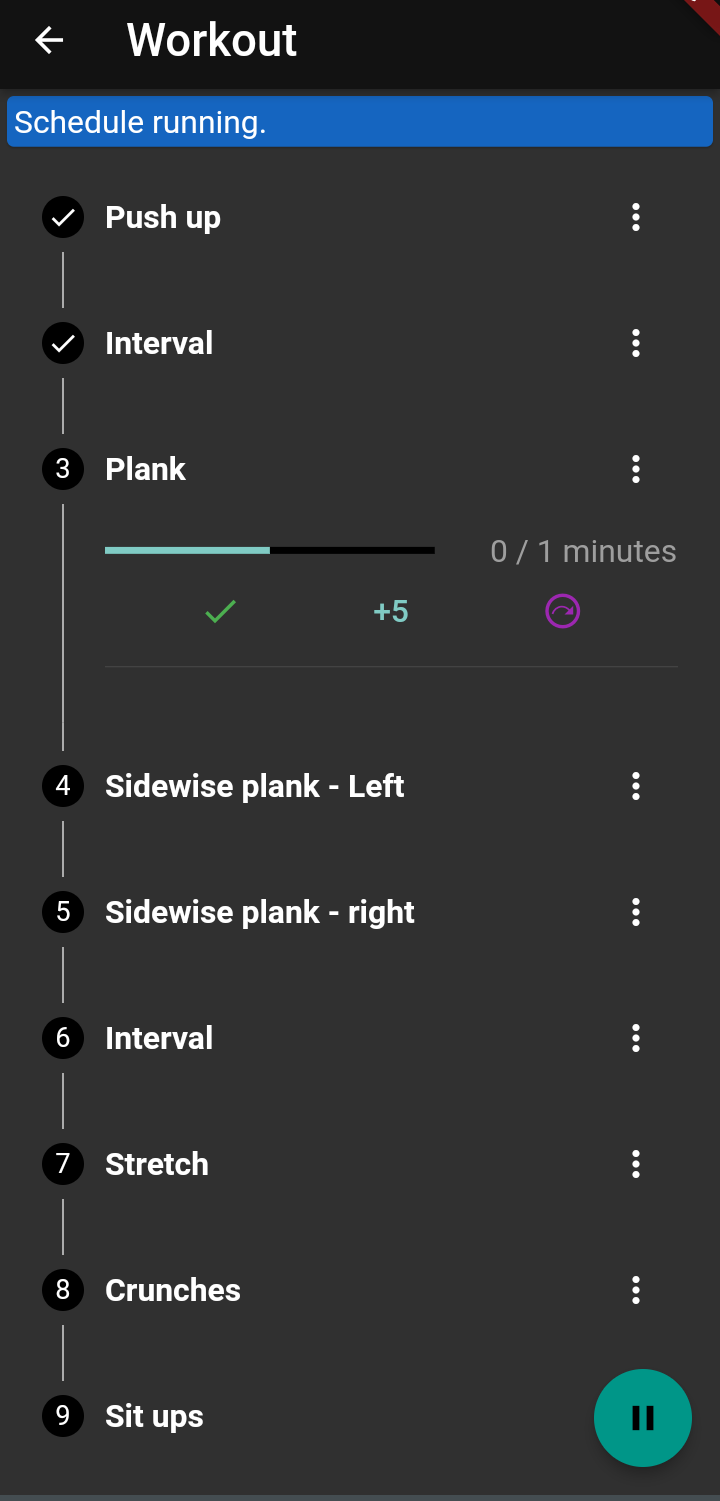 Workout
Schedule running.
Push up
Interval
3 Plank
0 / 1 minutes
+5
4 Sidewise plank - Left
5 Sidewise plank - right
6 Interval
7 Stretch
8 Crunches
9 Sit ups